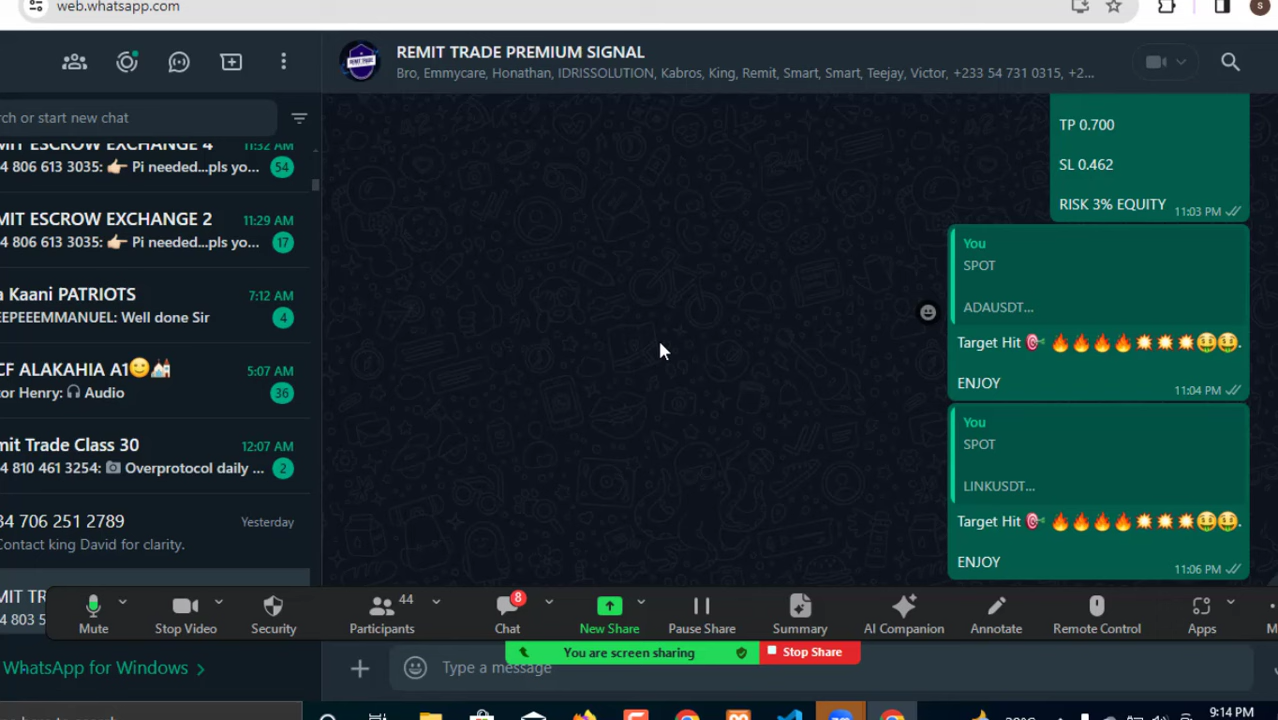 web.whatsapp.com
S
REMIT TRADE PREMIUM SIGNAL
Bro, Emmycare, Honathan, IDRISSOLUTION, Kabros, King, Remit, Smart, Smart, Teejay, Victor, +233 54 731 0315, +2...
rch or start new chat
MIT ESCROW EXCHANGE 4
11:32 AM
4 806 613 3035: 👉🏻 Pi needed...pls yo...
54
MIT ESCROW EXCHANGE 2
11:29 AM
4 806 613 3035: 👉🏻 Pi needed...pls yo...
17
a Kaani PATRIOTS
7:12 AM
EEPEEEMMANUEL: Well done Sir
4
CF ALAKAHIA A1😊🏰
5:07 AM
tor Henry: 🎧 Audio
36
mit Trade Class 30
12:07 AM
4 810 461 3254: 📷 Overprotocol daily ...
2
34 706 251 2789
Yesterday
Contact king David for clarity.
MIT TR
4 803 5
WhatsApp for Windows
TP 0.700
SL 0.462
RISK 3% EQUITY
11:03 PM
You
SPOT
ADAUSDT...
Target Hit 🎯 🔥🔥🔥🔥💥💥💥🤑🤑.
ENJOY
11:04 PM
You
SPOT
LINKUSDT...
Target Hit 🎯 🔥🔥🔥🔥💥💥💥🤑🤑.
ENJOY
11:06 PM
Mute
Stop Video
Security
44
Participants
8
Chat
New Share
Pause Share
Summary
AI Companion
Annotate
Remote Control
Apps
M
You are screen sharing
Stop Share
Type a message
9:14 PM